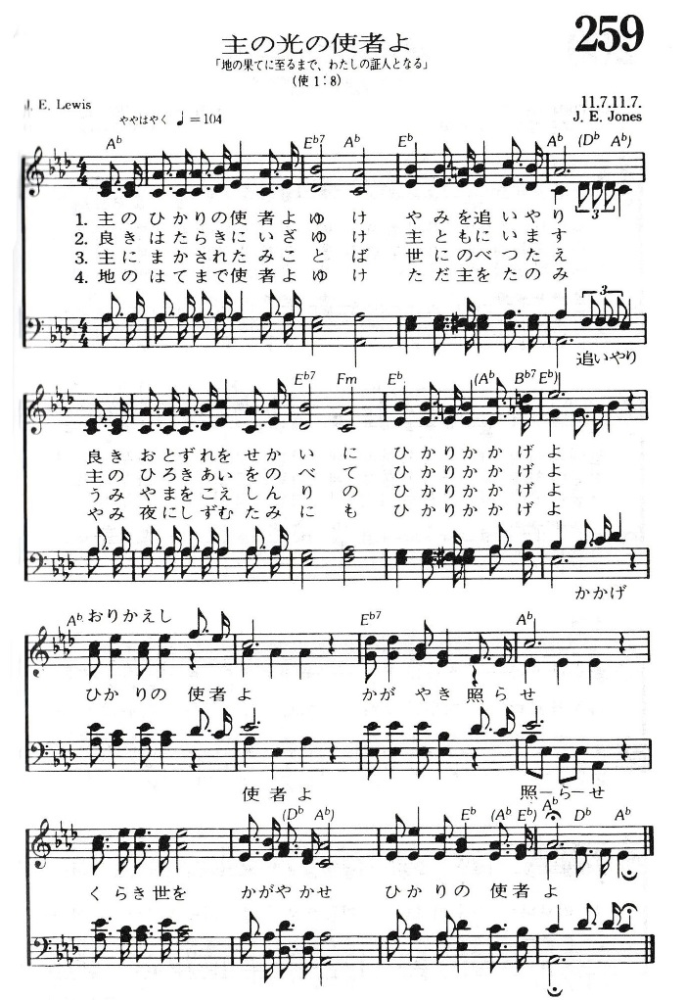 259
主の光の使者よ
「地の果てに至るまで、わたしの証人となる」
(使 1:8)
J. E. Lewis
ややはやく ♩=104
11.7.11.7.
J. E. Jones
A♭ E♭7 A♭ E♭ A♭ (D♭ A♭)
3
1. 主のひかりの使者よゆけ やみを追いやり
2. 良きはたらきにいざゆけ 主ともにいます
3. 主にまかされたみことば 世にのべつたえ
4. 地のはてまで使者よゆけ ただ主をたのみ
3
追いやり
E♭7 Fm E♭ (A♭ B♭7 E♭)
良き おとずれを せかいに ひかりかかげよ
主の ひろきあいを のべて ひかりかかげよ
うみ やまをこえ しんりの ひかりかかげよ
やみ 夜にしずむ たみにも ひかりかかげよ
かかげ
A♭ おりかえし E♭7 A♭
ひかりの 使者よ かがやき 照らせ
使者よ 照ーらーせ
(D♭ A♭) E♭ (A♭ E♭) A♭ D♭ A♭
くらき世を かがやかせ ひかりの 使者よ